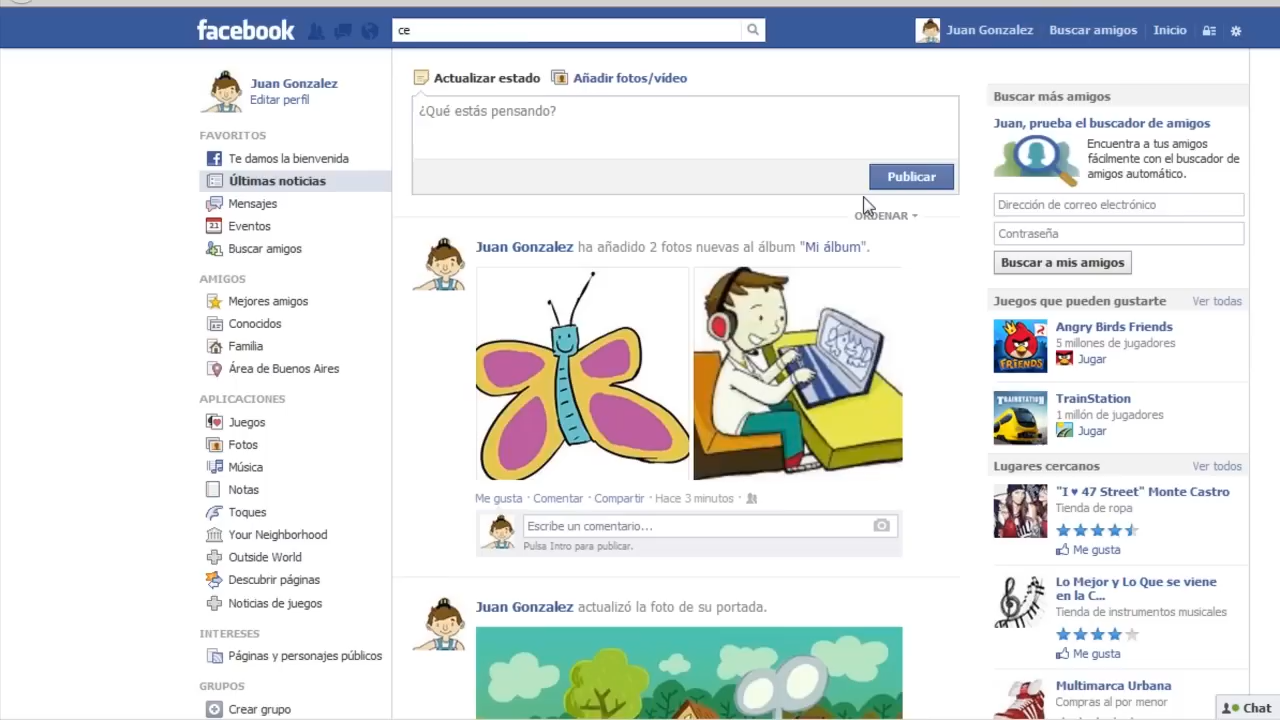 facebook
ce
Juan Gonzalez
Buscar amigos
Inicio
Juan Gonzalez
Editar perfil
FAVORITOS
Te damos la bienvenida
Últimas noticias
Mensajes
Eventos
Buscar amigos
AMIGOS
Mejores amigos
Conocidos
Familia
Área de Buenos Aires
APLICACIONES
Juegos
Fotos
Música
Notas
Toques
Your Neighborhood
Outside World
Descubrir páginas
Noticias de juegos
INTERESES
Páginas y personajes públicos
GRUPOS
Crear grupo
Actualizar estado
Añadir fotos/vídeo
¿Qué estás pensando?
Publicar
ORDENAR
Juan Gonzalez ha añadido 2 fotos nuevas al álbum "Mi álbum".
Me gusta · Comentar · Compartir · Hace 3 minutos ·
Escribe un comentario...
Pulsa Intro para publicar.
Juan Gonzalez actualizó la foto de su portada.
Buscar más amigos
Juan, prueba el buscador de amigos
Encuentra a tus amigos
fácilmente con el buscador de
amigos automático.
Dirección de correo electrónico
Contraseña
Buscar a mis amigos
Juegos que pueden gustarte
Ver todas
FRIENDS
Angry Birds Friends
5 millones de jugadores
Jugar
TRAINSTATION
TrainStation
1 millón de jugadores
Jugar
Lugares cercanos
Ver todos
"I ♥ 47 Street" Monte Castro
Tienda de ropa
Me gusta
Lo Mejor y Lo Que se viene
en la C...
Tienda de instrumentos musicales
Me gusta
Multimarca Urbana
Compras al por menor
Chat